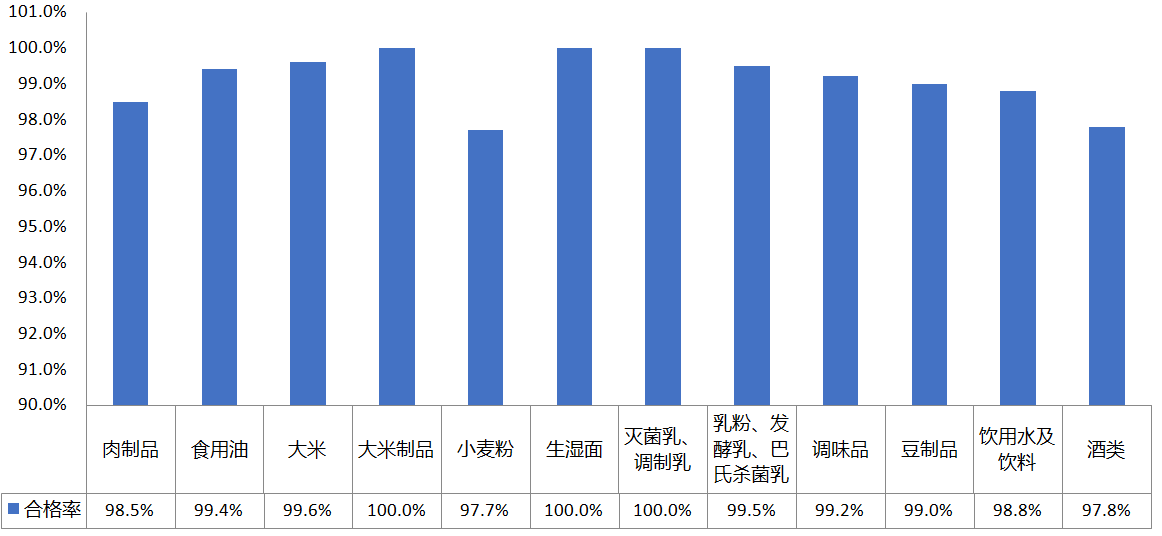 101.0%
100.0%
99.0%
98.0%
97.0%
96.0%
95.0%
94.0%
93.0%
92.0%
91.0%
90.0%
肉制品
食用油
大米
大米制品
小麦粉
生湿面
灭菌乳、
调制乳
乳粉、发
酵乳、巴
氏杀菌乳
调味品
豆制品
饮用水及
饮料
酒类
合格率 98.5% 99.4% 99.6% 100.0% 97.7% 100.0% 100.0% 99.5% 99.2% 99.0% 98.8% 97.8%